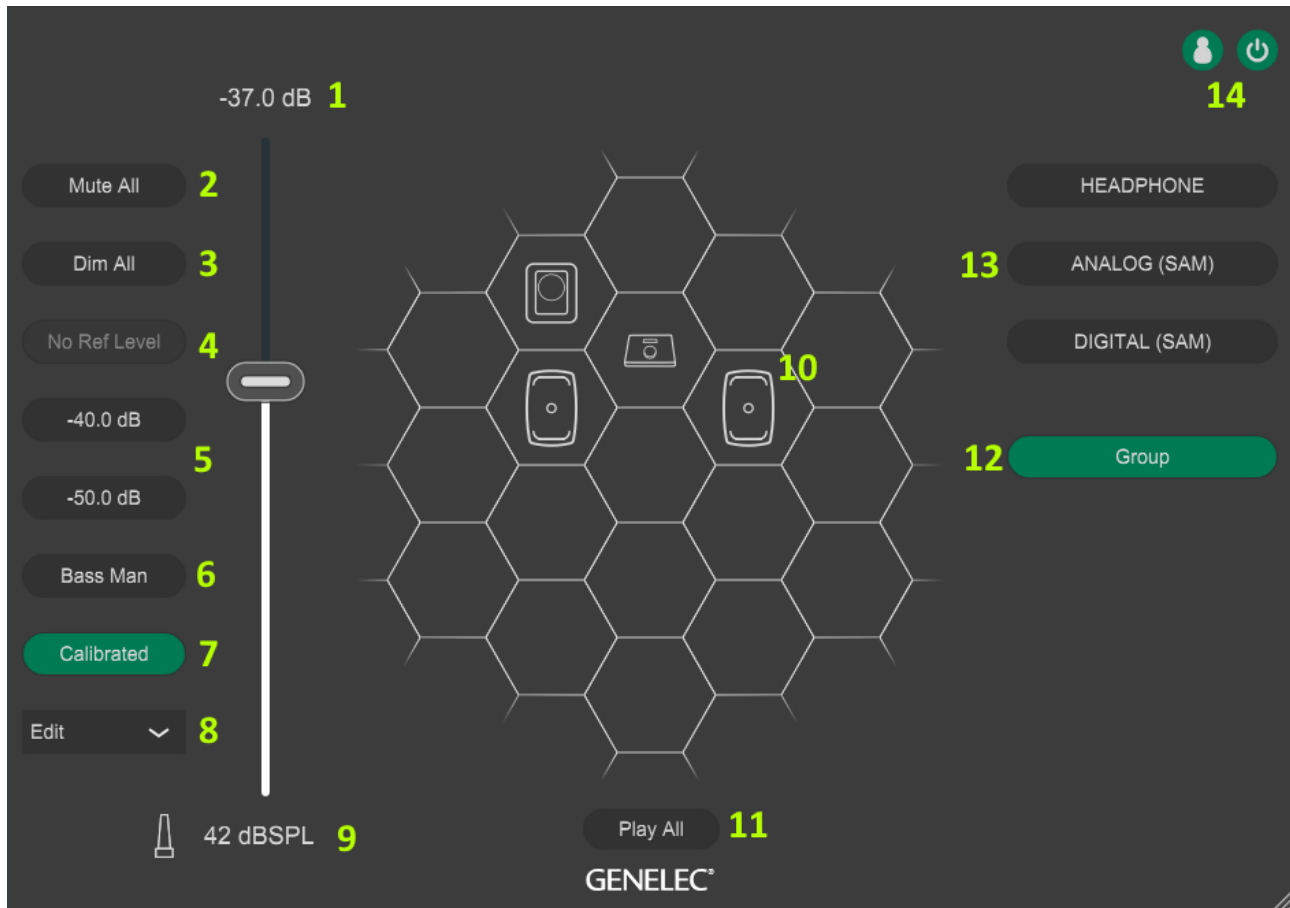 14
-37.0 dB 1
Mute All 2
HEADPHONE
Dim All 3
13 ANALOG (SAM)
No Ref Level 4
DIGITAL (SAM)
10
-40.0 dB
5
12 Group
-50.0 dB
Bass Man 6
Calibrated 7
Edit 8
42 dBSPL 9
Play All 11
GENELEC®